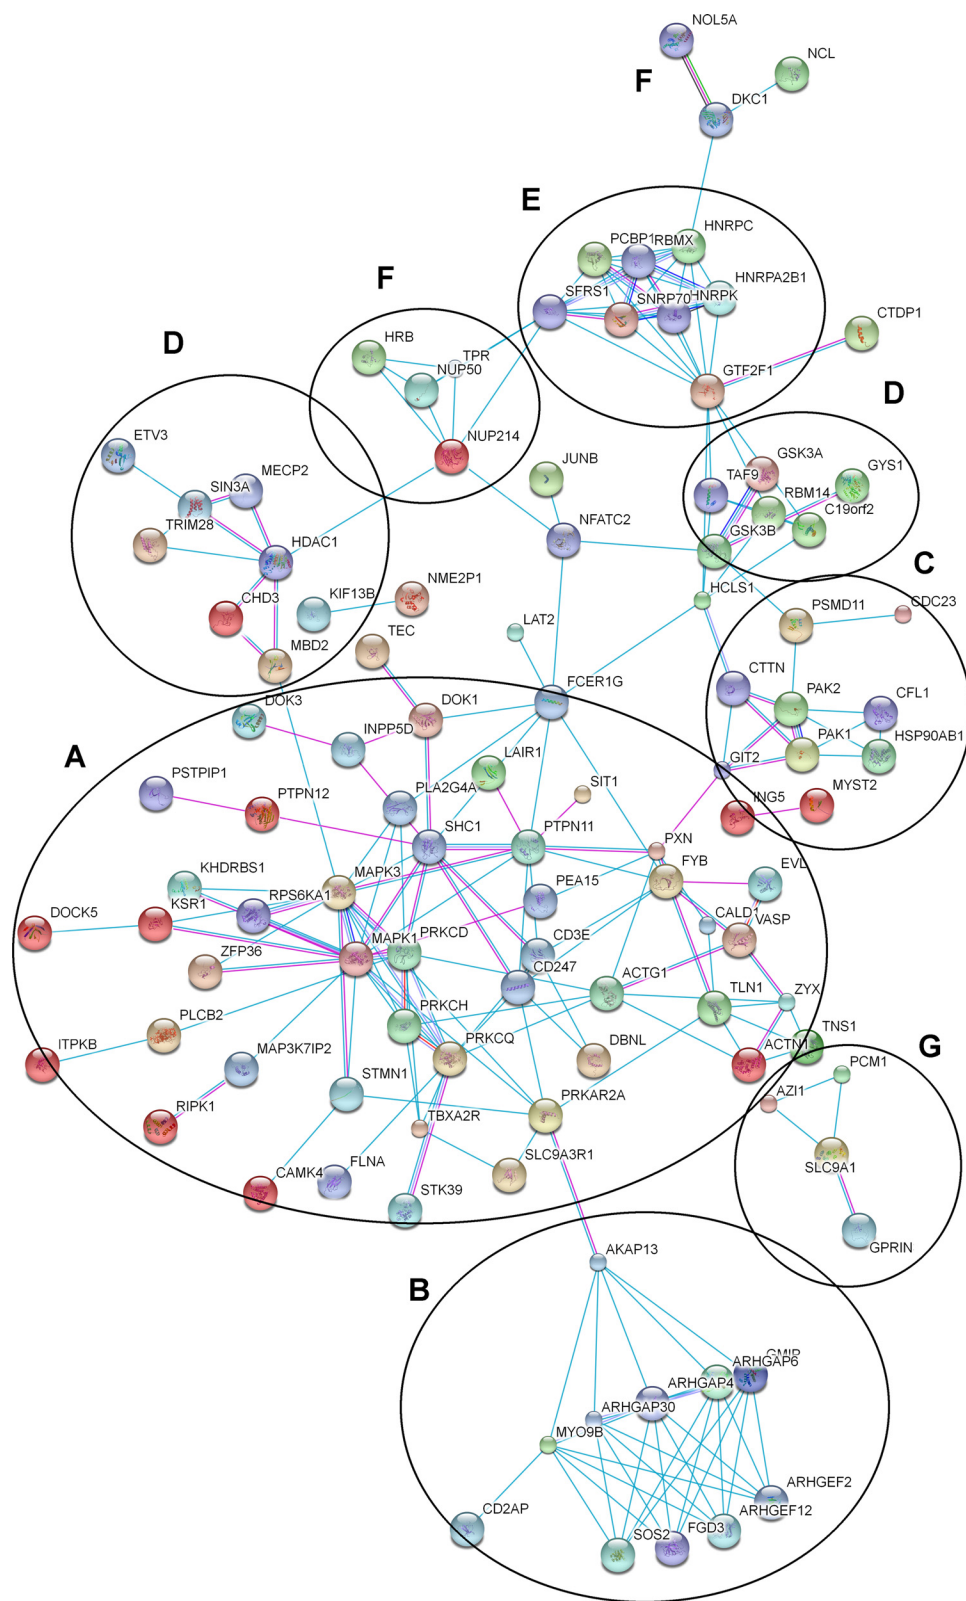 NOL5A
NCL
F
DKC1
E
HNRPC
PCBP1
RBMX
HNRPA2B1
F
SFRS1
SNRP70
HNRPK
CTDP1
HRB
TPR
NUP50
D
GTF2F1
D
ETV3
NUP214
GSK3A
MECP2
JUNB
TAF9
GYS1
SIN3A
RBM14
C19orf2
TRIM28
NFATC2
HDAC1
GSK3B
C
NME2P1
HCLS1
CHD3
KIF13B
PSMD11
CDC23
LAT2
TEC
MBD2
CTTN
FCER1G
PAK2
CFL1
DOK3
DOK1
INPP5D
PAK1
HSP90AB1
A
LAIR1
GIT2
PSTPIP1
SIT1
MYST2
PLA2G4A
ING5
PTPN12
SHC1
PTPN11
PXN
KHDRBS1
MAPK3
FYB
EVL
PEA15
RPS6KA1
KSR1
CALD1
VASP
DOCK5
MAPK1
PRKCD
CD3E
ZFP36
CD247
ACTG1
TLN1
ZYX
PLCB2
PRKCH
TNS1
PRKCQ
ACTN1
G
ITPKB
MAP3K7IP2
DBNL
PCM1
STMN1
AZI1
RIPK1
PRKAR2A
TBXA2R
SLC9A3R1
SLC9A1
CAMK4
FLNA
STK39
GPRIN
AKAP13
B
ARHGAP6
ARHGAP4
ARHGAP30
MYO9B
ARHGEF2
CD2AP
ARHGEF12
FGD3
SOS2